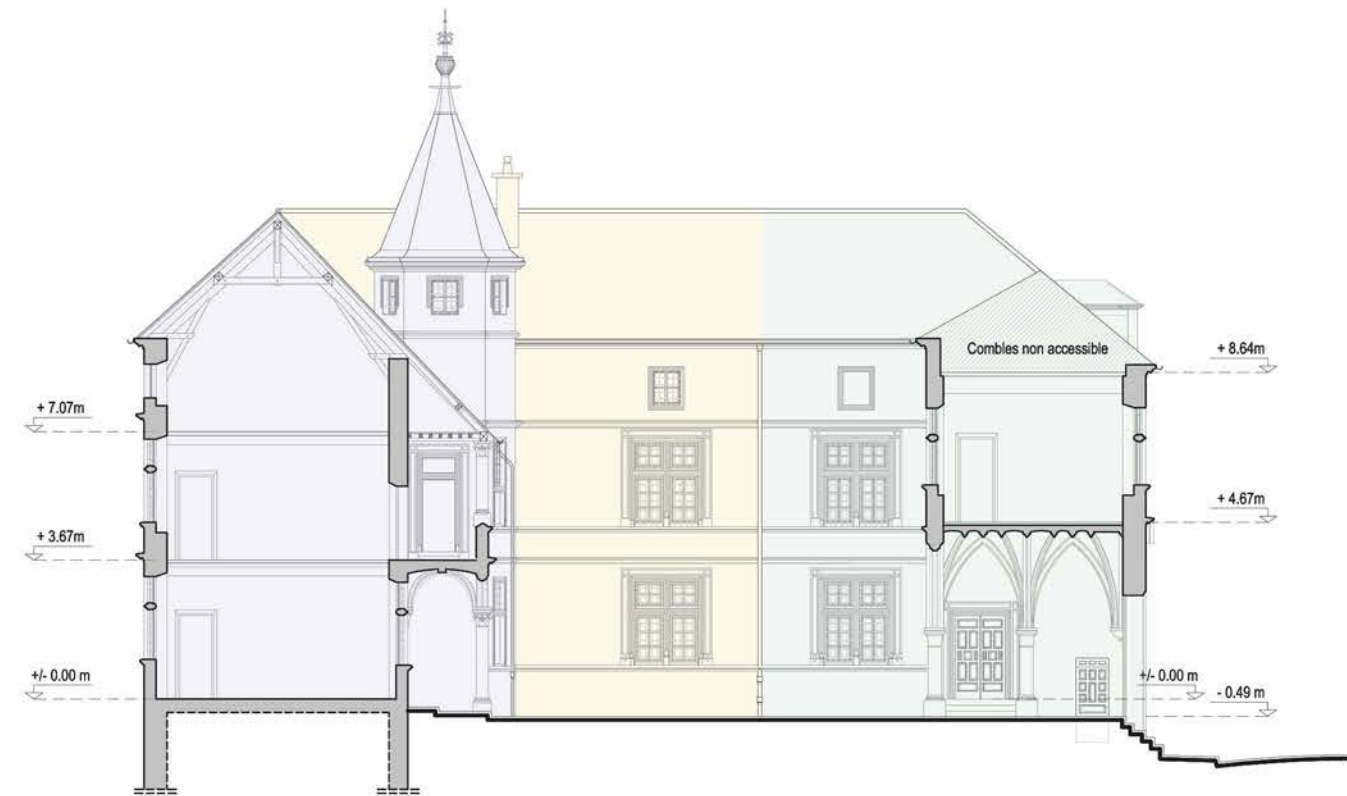 Combles non accessible
+ 8.64m
+ 7.07m
+ 4.67m
+ 3.67m
+/- 0.00 m
+/- 0.00 m
- 0.49 m